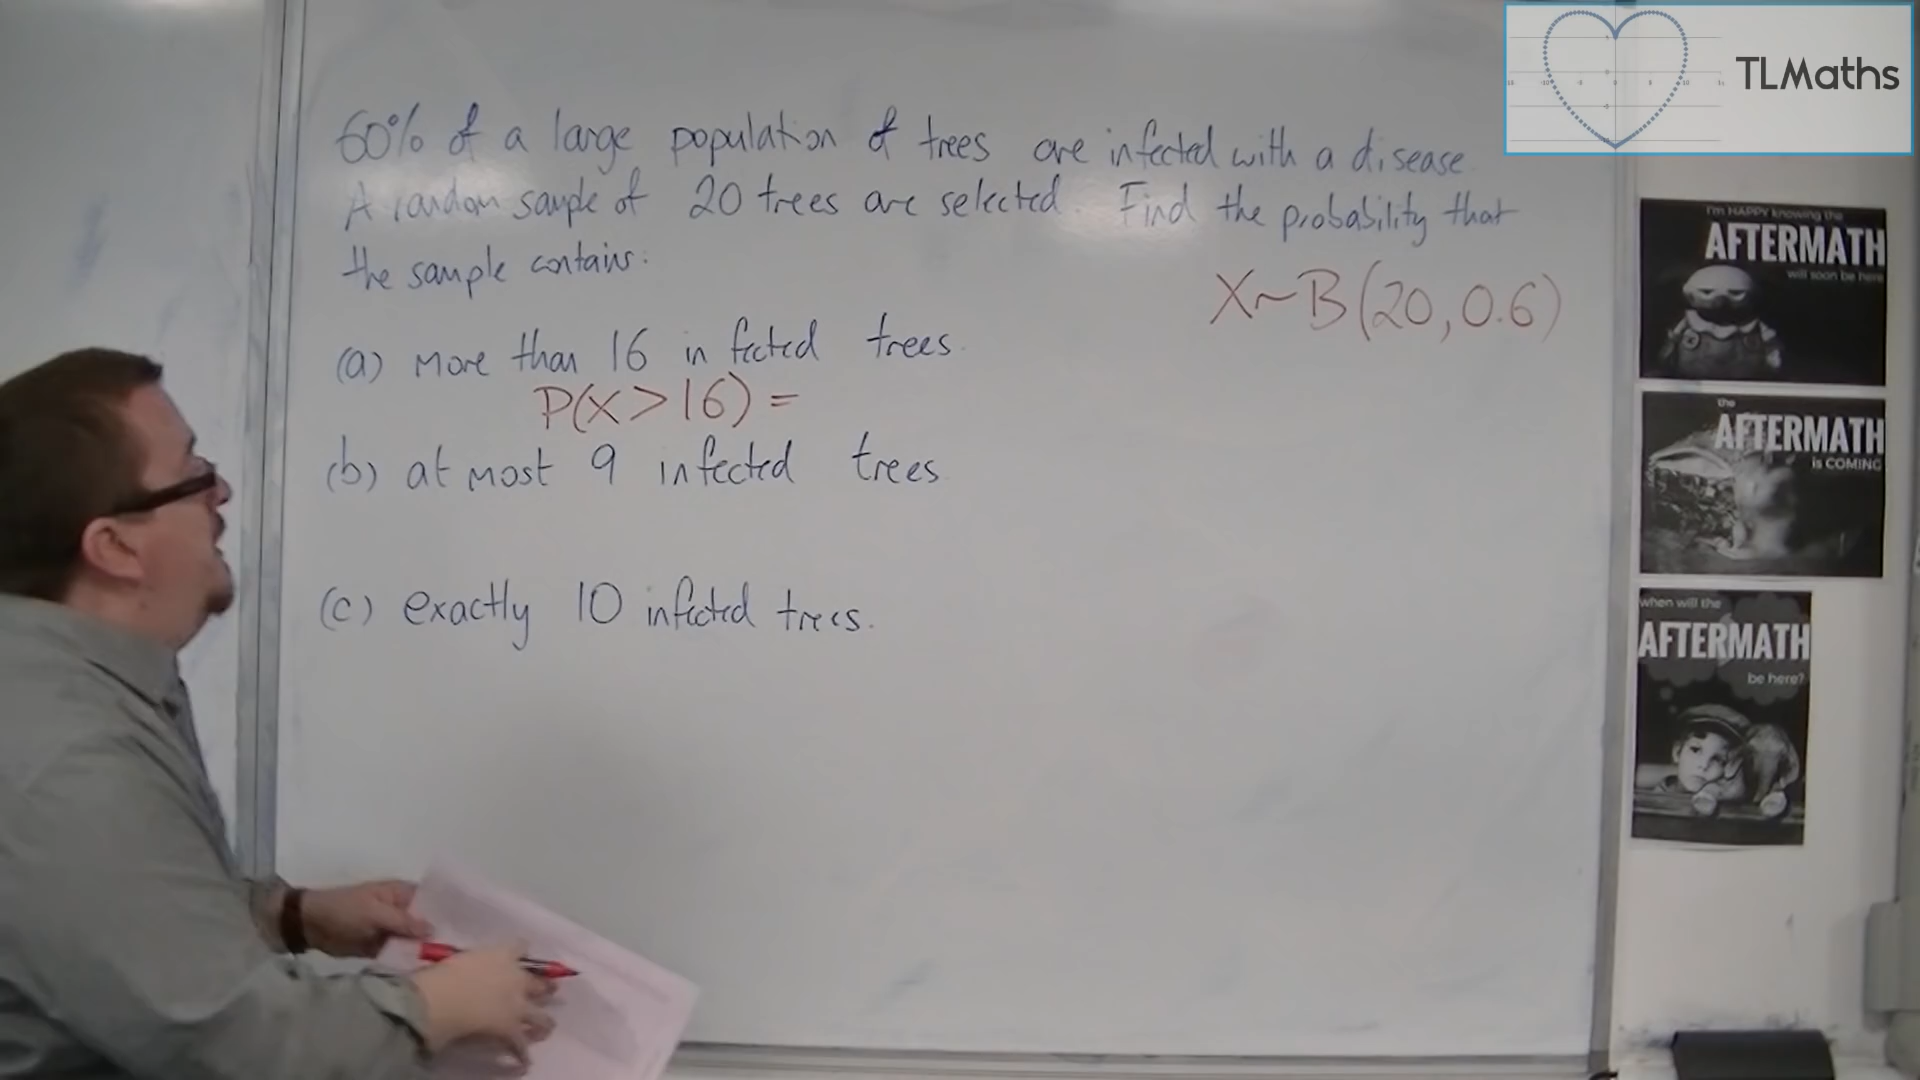 TLMaths
60% of a large population of trees are infected with a disease.
A random sample of 20 trees are selected. Find the probability that
the sample contains:
X~B(20,0.6)
(a) more than 16 infected trees.
P(X>16) =
(b) at most 9 infected trees
(c) exactly 10 infected trees.
I'm HAPPY knowing the
AFTERMATH
will soon be here
the
AFTERMATH
is COMING
when will the
AFTERMATH
be here?